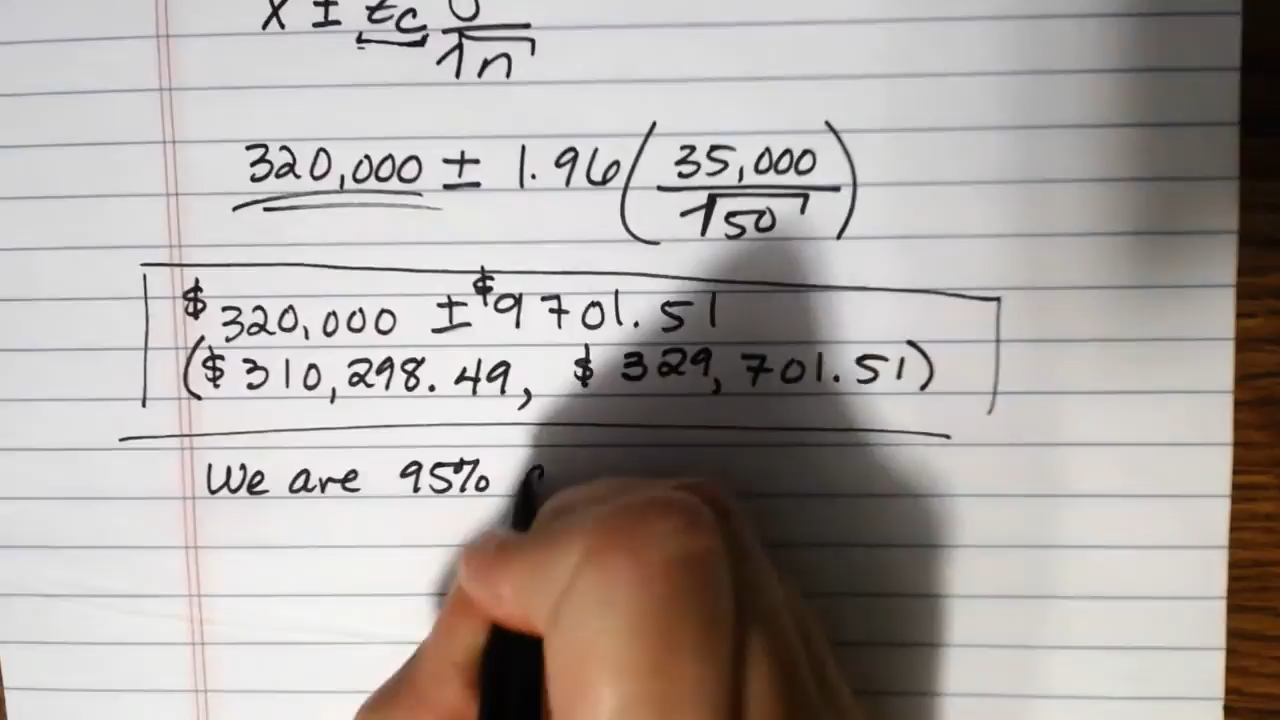 x ± zc σ/√n
320,000 ± 1.96(35,000/√50)
$320,000 ± $9701.51
($310,298.49, $329,701.51)
We are 95%